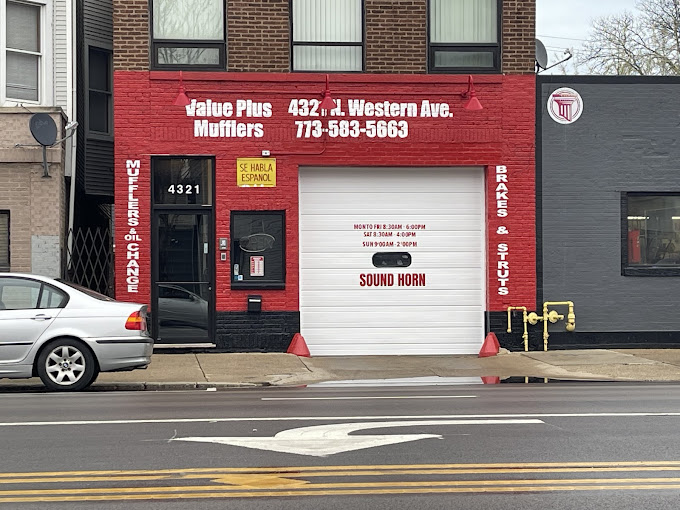 Value Plus 4321 N. Western Ave.
Mufflers 773-583-5663
MUFFLERS & OIL CHANGE
4321
SE HABLA
ESPANOL
MON TO FRI 8:30AM - 6:00PM
SAT 8:30AM - 4:00PM
SUN 9:00AM - 2:00PM
SOUND HORN
BRAKES & STRUTS